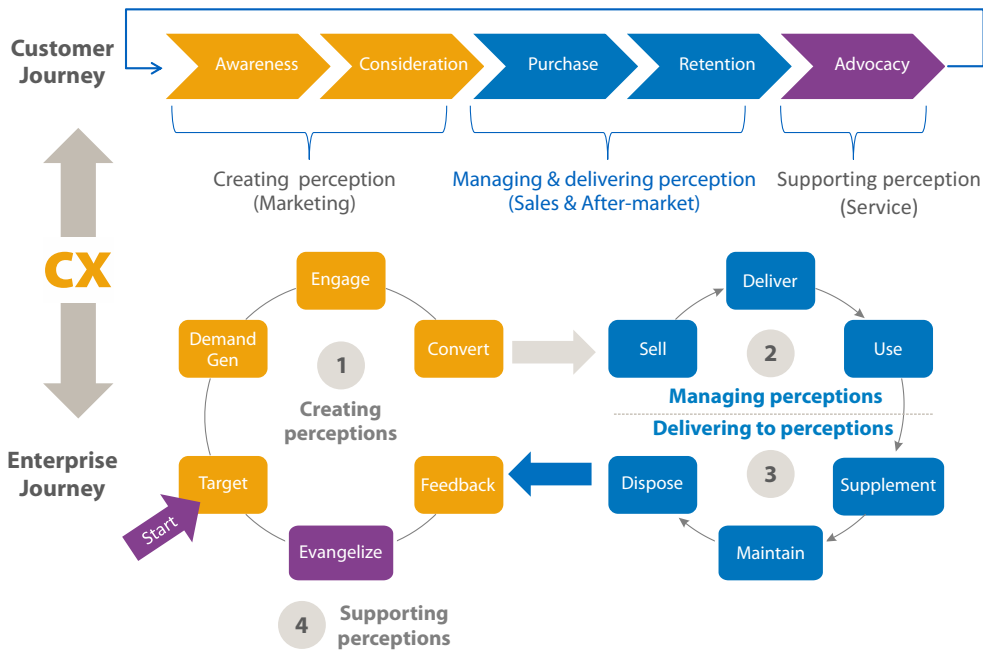 Customer
Journey
Awareness
Consideration
Purchase
Retention
Advocacy
Creating perception
(Marketing)
Managing & delivering perception
(Sales & After-market)
Supporting perception
(Service)
CX
Enterprise
Journey
Engage
Demand
Gen
Convert
1
Creating
perceptions
Target
Start
Feedback
Evangelize
4
Supporting
perceptions
Deliver
Sell
2
Use
Managing perceptions
Delivering to perceptions
3
Dispose
Supplement
Maintain